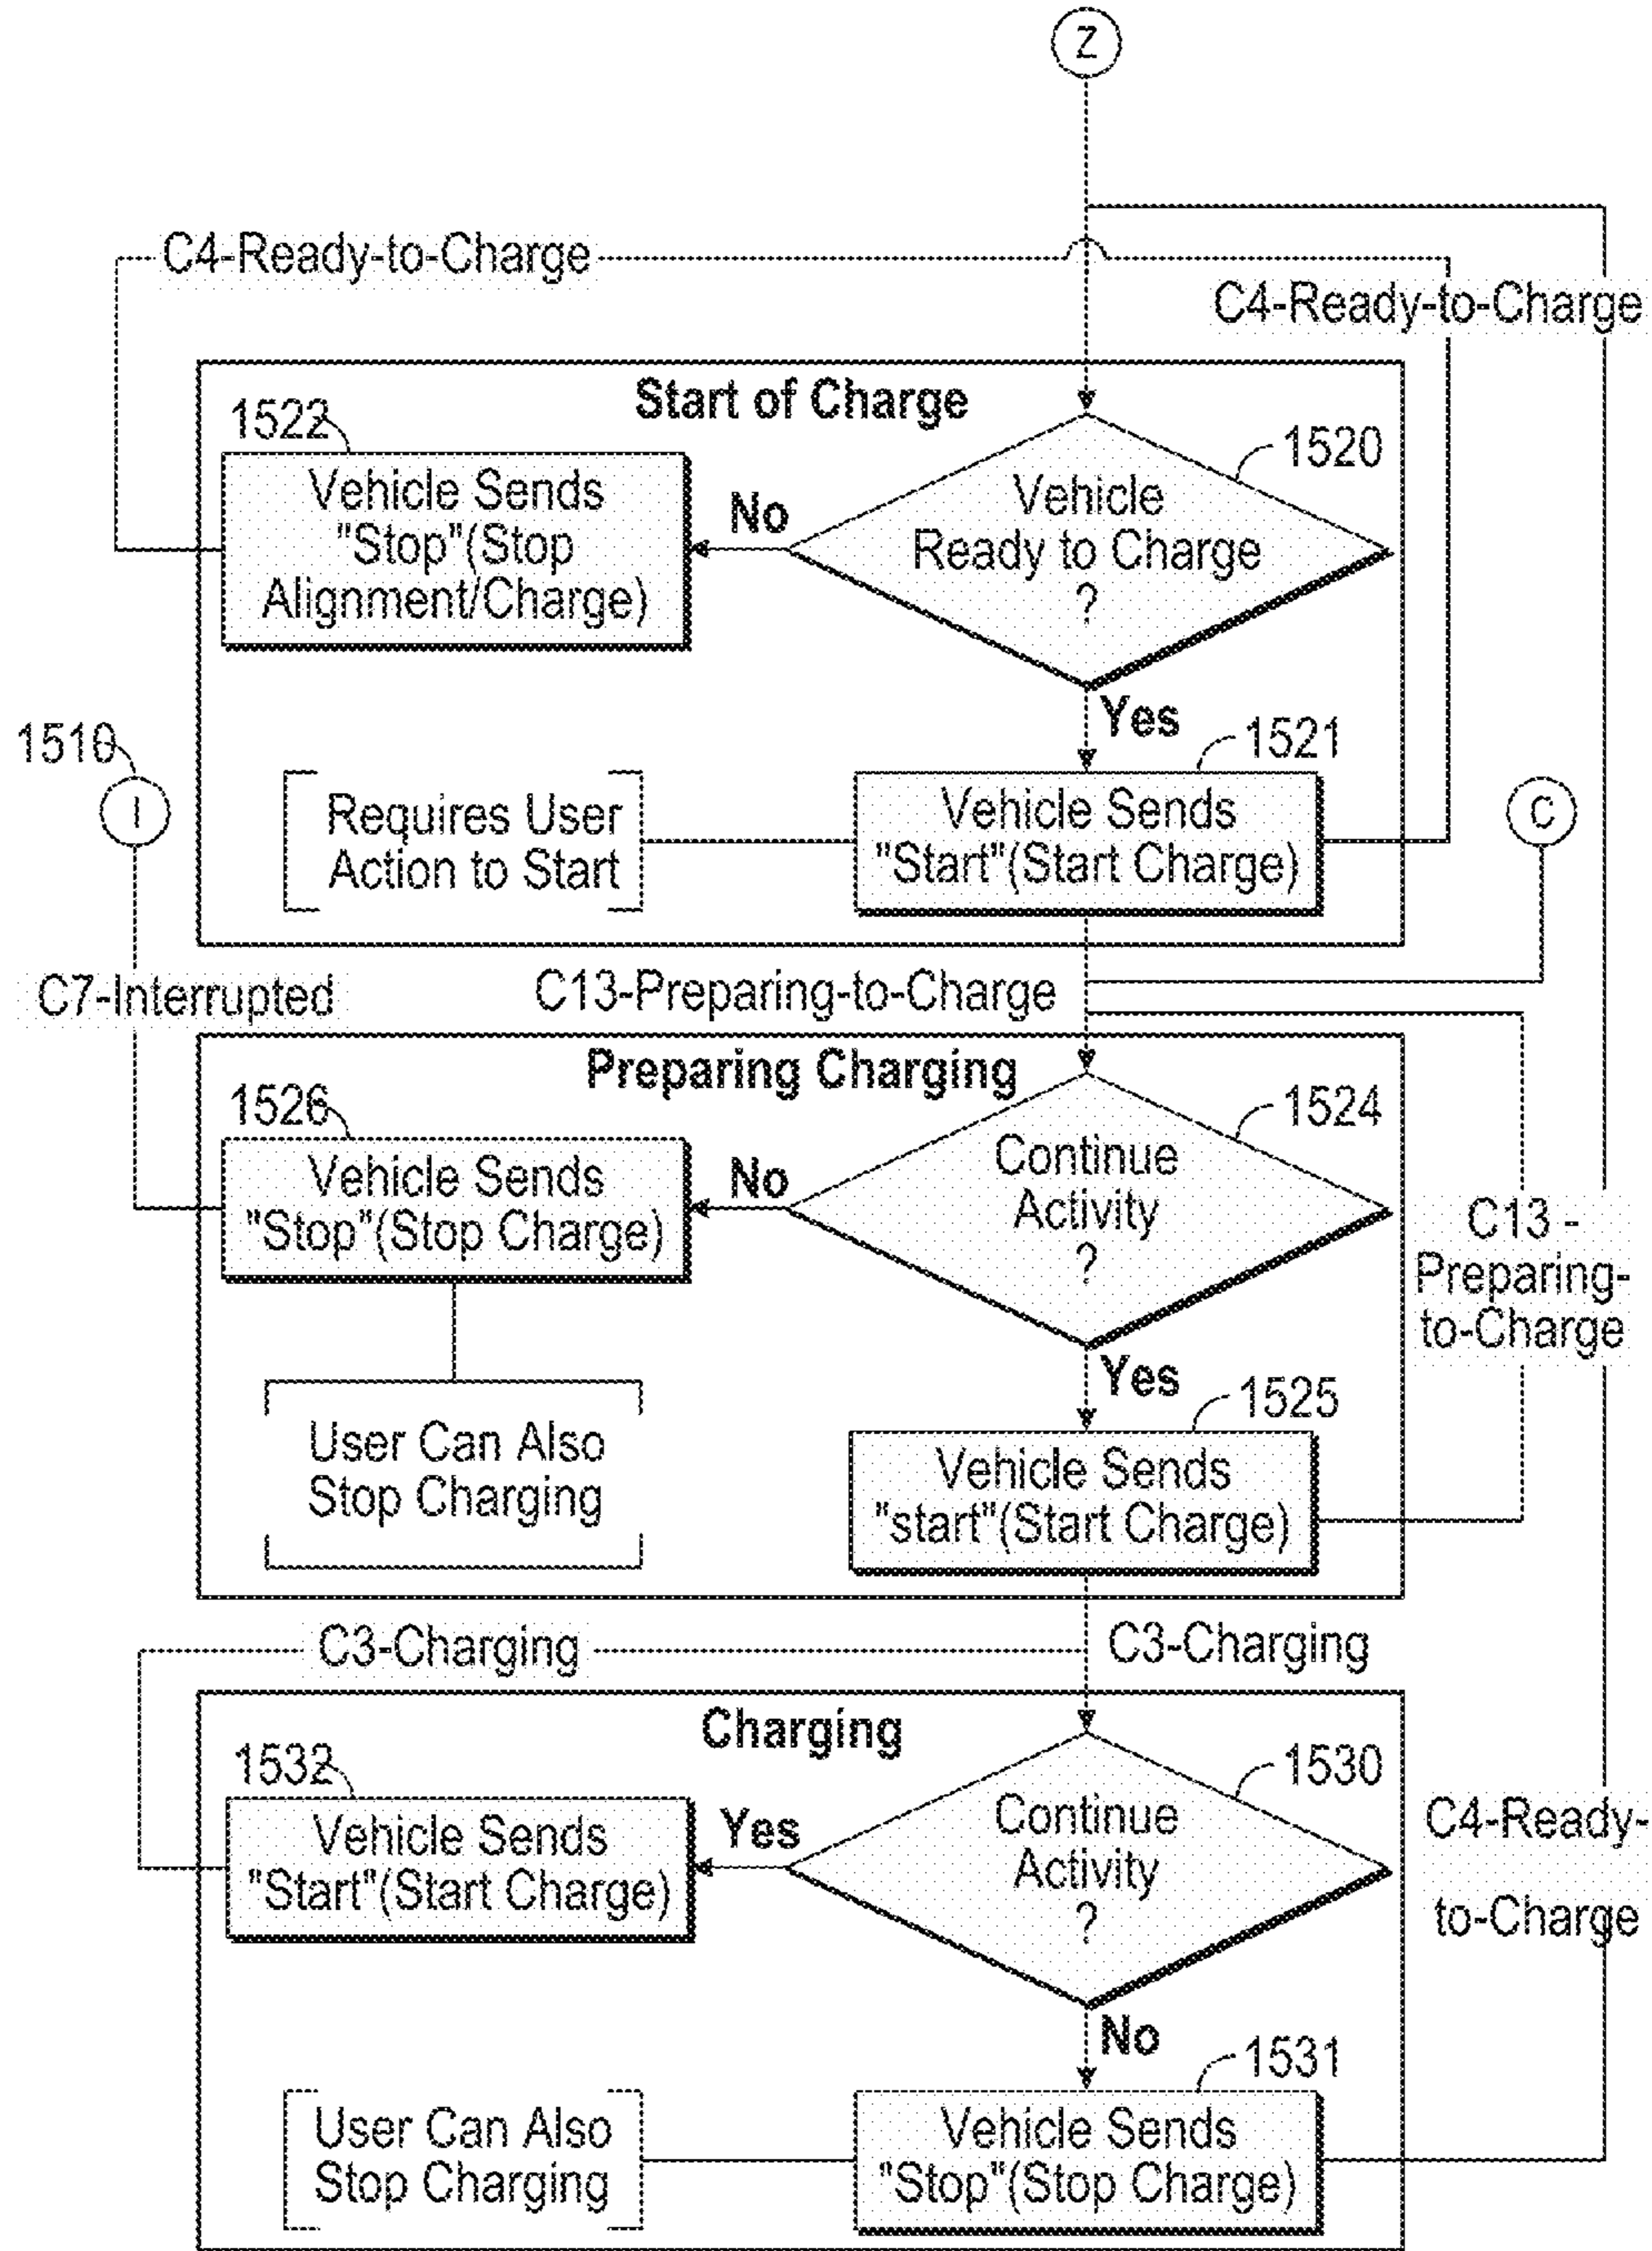 Z
C4-Ready-to-Charge
C4-Ready-to-Charge
Start of Charge
1522
1520
Vehicle Sends
"Stop"(Stop
Alignment/Charge)
No
Vehicle
Ready to Charge
?
Yes
1510
I
1521
Requires User
Action to Start
Vehicle Sends
"Start"(Start Charge)
C
C7-Interrupted
C13-Preparing-to-Charge
Preparing Charging
1526
1524
Vehicle Sends
"Stop"(Stop Charge)
No
Continue
Activity
?
C13 -
Preparing-
to-Charge
Yes
1525
User Can Also
Stop Charging
Vehicle Sends
"start"(Start Charge)
C3-Charging
C3-Charging
Charging
1532
1530
Vehicle Sends
"Start"(Start Charge)
Yes
Continue
Activity
?
C4-Ready-
to-Charge
No
1531
User Can Also
Stop Charging
Vehicle Sends
"Stop"(Stop Charge)